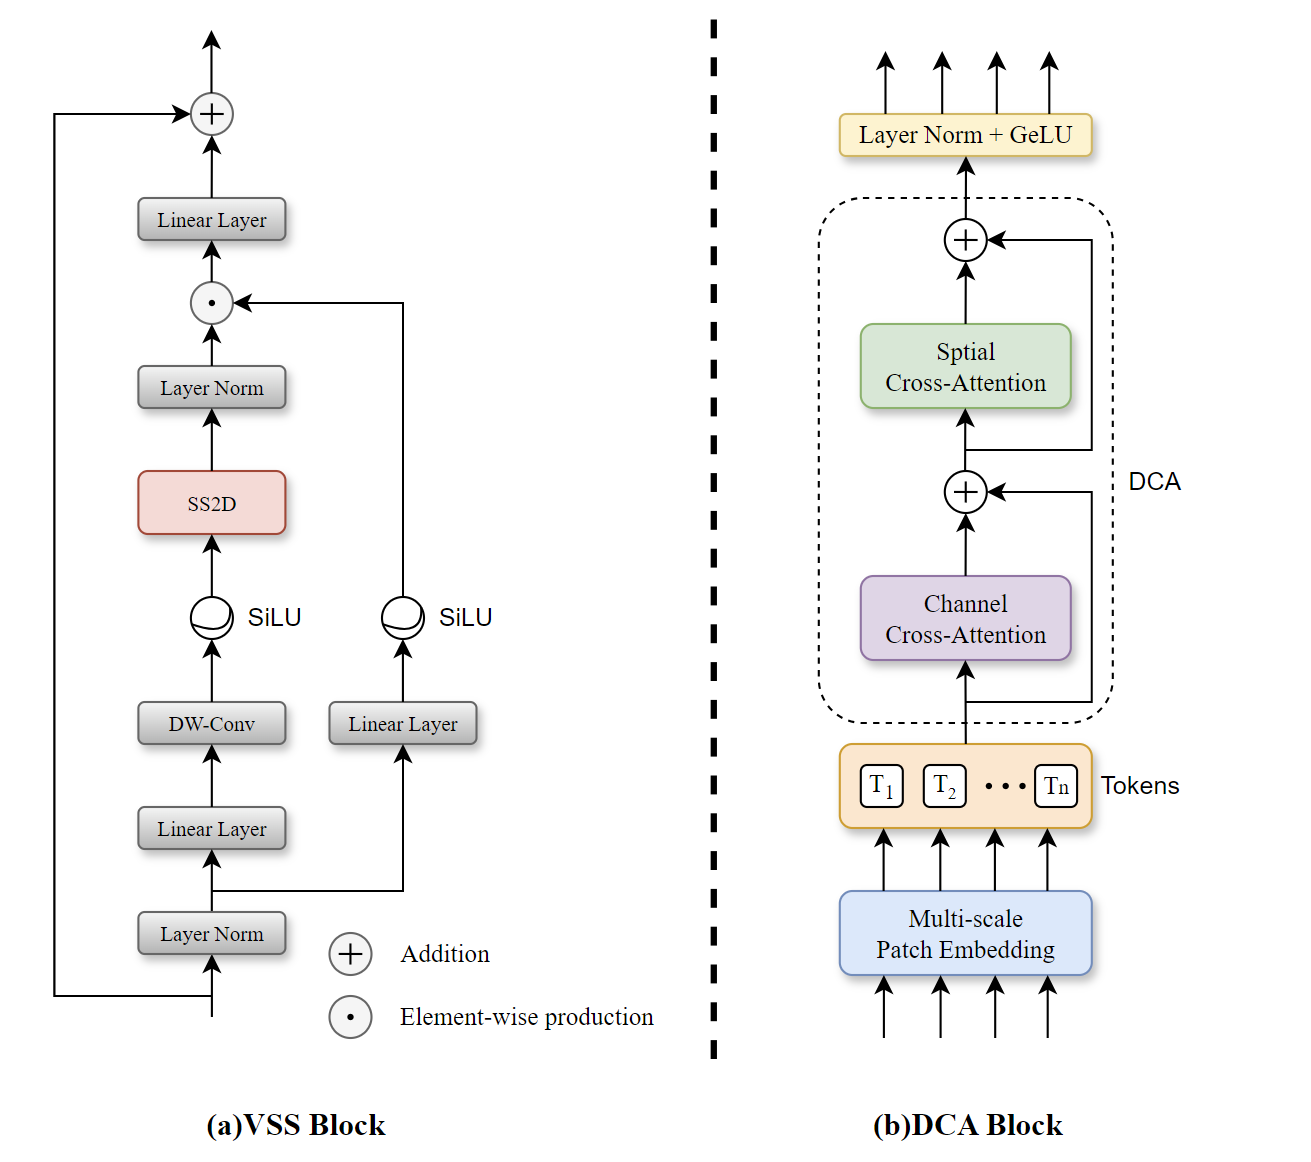 Linear Layer
Layer Norm
SS2D
SiLU
SiLU
DW-Conv
Linear Layer
Linear Layer
Layer Norm
Addition
Element-wise production
(a)VSS Block
Layer Norm + GeLU
Sptial
Cross-Attention
DCA
Channel
Cross-Attention
T1 T2 ••• Tn
Tokens
Multi-scale
Patch Embedding
(b)DCA Block